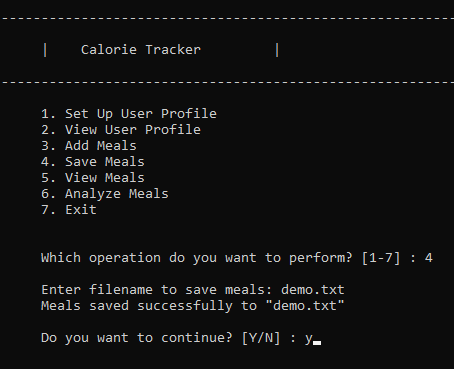 ---------------------------------------------------------
| Calorie Tracker |
---------------------------------------------------------
1. Set Up User Profile
2. View User Profile
3. Add Meals
4. Save Meals
5. View Meals
6. Analyze Meals
7. Exit
Which operation do you want to perform? [1-7] : 4
Enter filename to save meals: demo.txt
Meals saved successfully to "demo.txt"
Do you want to continue? [Y/N] : y